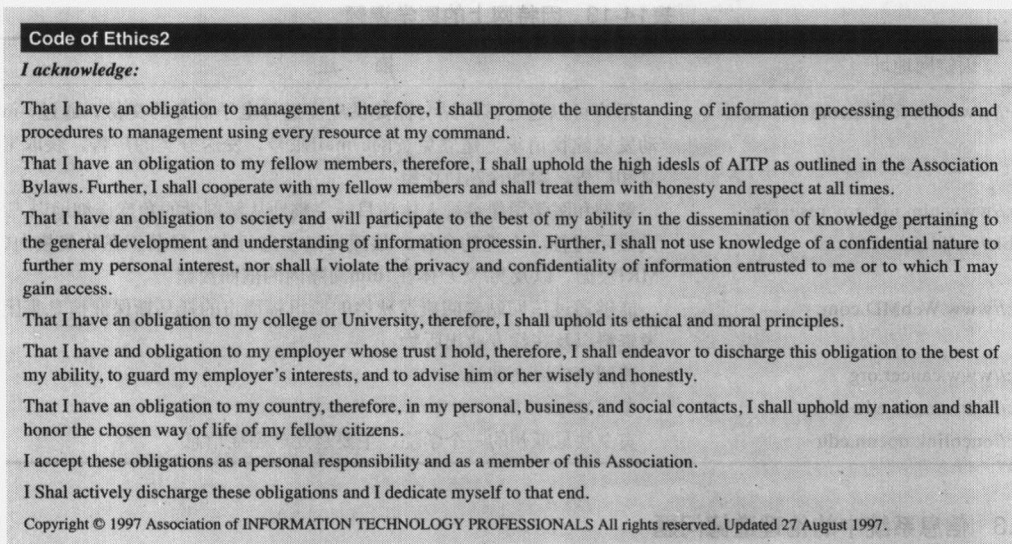 Code of Ethics2
I acknowledge:
That I have an obligation to management , hterefore, I shall promote the understanding of information processing methods and
procedures to management using every resource at my command.
That I have an obligation to my fellow members, therefore, I shall uphold the high idesls of AITP as outlined in the Association
Bylaws. Further, I shall cooperate with my fellow members and shall treat them with honesty and respect at all times.
That I have an obligation to society and will participate to the best of my ability in the dissemination of knowledge pertaining to
the general development and understanding of information processin. Further, I shall not use knowledge of a confidential nature to
further my personal interest, nor shall I violate the privacy and confidentiality of information entrusted to me or to which I may
gain access.
That I have an obligation to my college or University, therefore, I shall uphold its ethical and moral principles.
That I have and obligation to my employer whose trust I hold, therefore, I shall endeavor to discharge this obligation to the best of
my ability, to guard my employer's interests, and to advise him or her wisely and honestly.
That I have an obligation to my country, therefore, in my personal, business, and social contacts, I shall uphold my nation and shall
honor the chosen way of life of my fellow citizens.
I accept these obligations as a personal responsibility and as a member of this Association.
I Shal actively discharge these obligations and I dedicate myself to that end.
Copyright © 1997 Association of INFORMATION TECHNOLOGY PROFESSIONALS All rights reserved. Updated 27 August 1997.